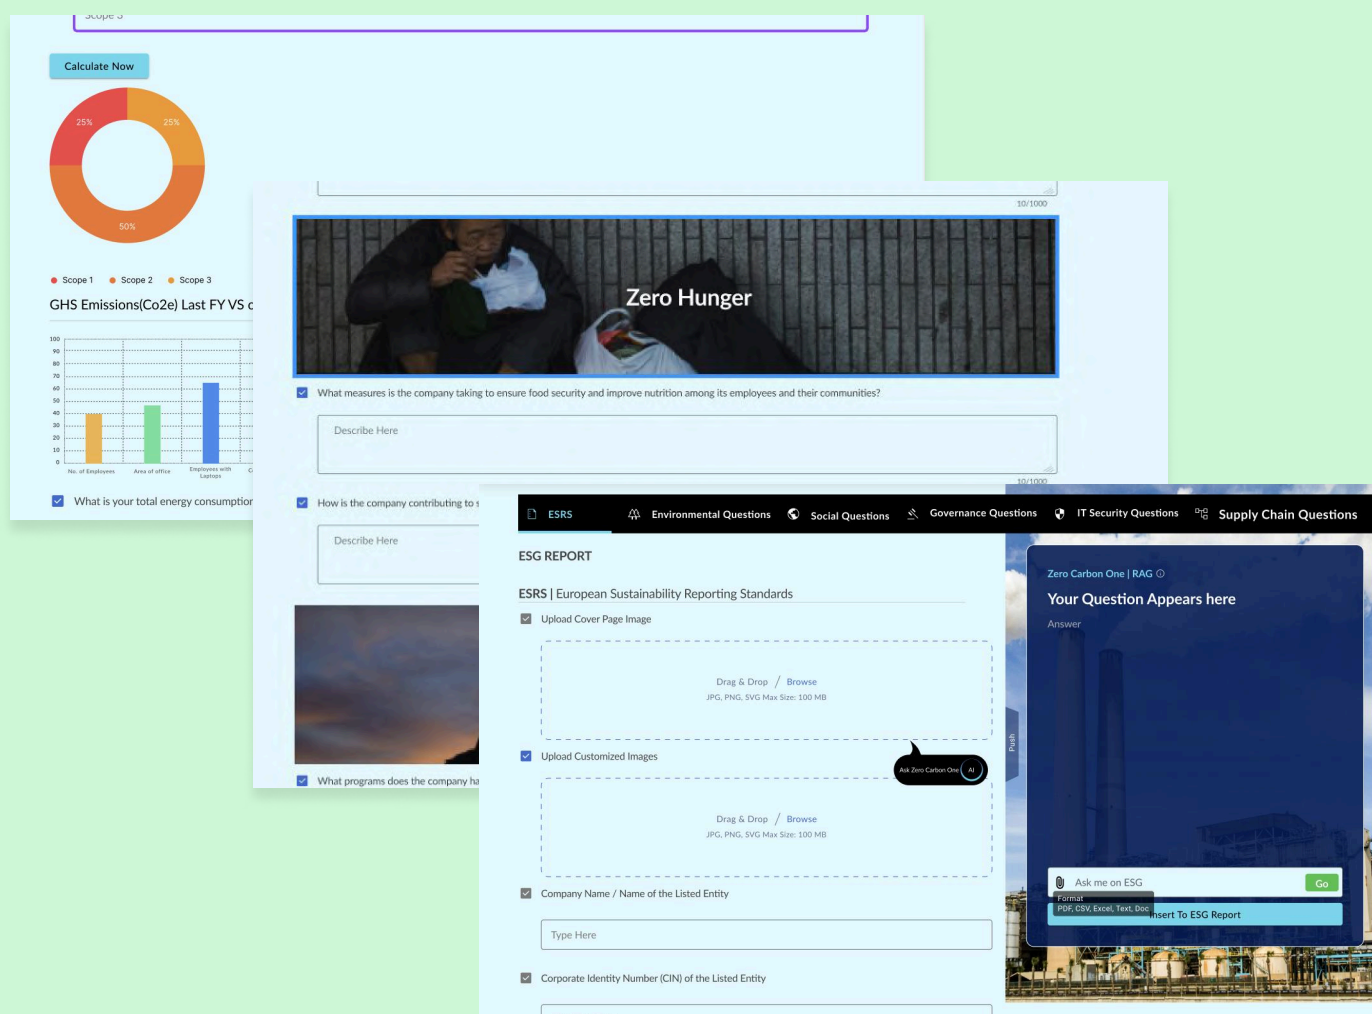 Scope 3
Calculate Now
25%
25%
50%
Scope 1
Scope 2
Scope 3
GHS Emissions(Co2e) Last FY VS
100
90
80
70
60
50
40
30
20
10
0
No. of Employees
Area of office
Employees with
Laptops
What is your total energy consumption
10/1000
Zero Hunger
What measures is the company taking to ensure food security and improve nutrition among its employees and their communities?
Describe Here
10/1000
How is the company contributing to
Describe Here
What programs does the company
ESRS
Environmental Questions
Social Questions
Governance Questions
IT Security Questions
Supply Chain Questions
ESG REPORT
ESRS | European Sustainability Reporting Standards
Upload Cover Page Image
Drag & Drop / Browse
JPG, PNG, SVG Max Size: 100 MB
Upload Customized Images
Ask Zero Carbon One AI
Drag & Drop / Browse
JPG, PNG, SVG Max Size: 100 MB
Company Name / Name of the Listed Entity
Type Here
Corporate Identity Number (CIN) of the Listed Entity
Push
Zero Carbon One | RAG
Your Question Appears here
Answer
Ask me on ESG
Go
Format
PDF, CSV, Excel, Text, Doc
Insert To ESG Report